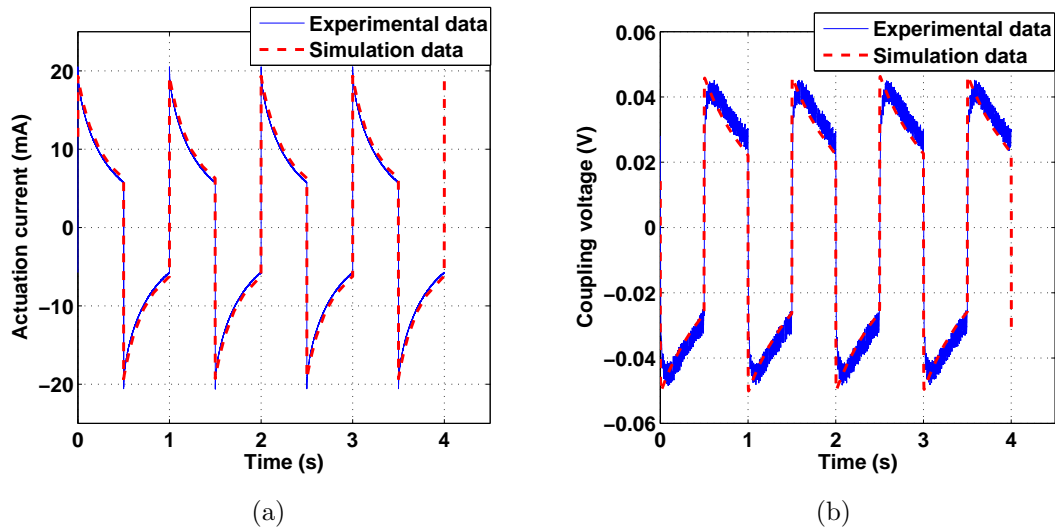 Experimental data
Simulation data
20
10
0
−10
−20
Actuation current (mA)
0 1 2 3 4
Time (s)
(a)
Experimental data
Simulation data
0.06
0.04
0.02
0
−0.02
−0.04
−0.06
Coupling voltage (V)
0 1 2 3 4
Time (s)
(b)